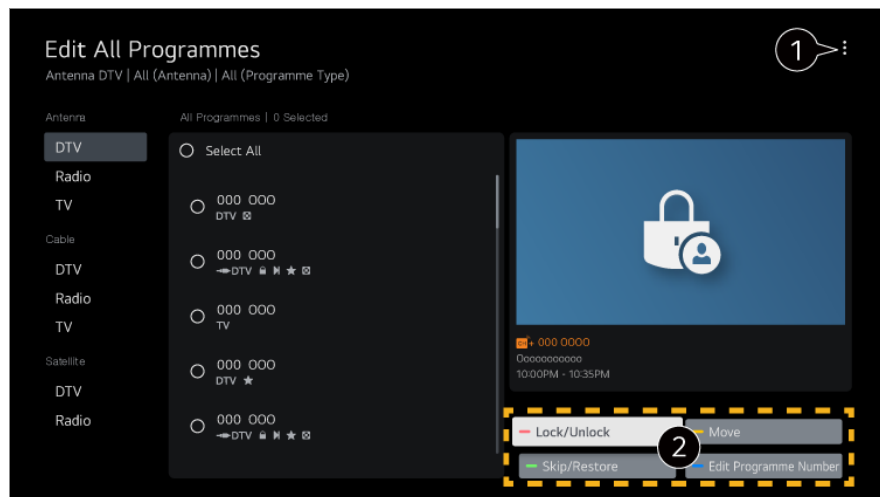 Edit All Programmes
1
Antenna DTV | All (Antenna) | All (Programme Type)
Antenna
All Programmes | 0 Selected
DTV
Radio
TV
Cable
DTV
Radio
TV
Satellite
DTV
Radio
Select All
000 000
DTV
000 000
DTV
000 000
TV
000 000
DTV
000 000
DTV
+ 000 0000
Oooooooooo
10:00PM - 10:35PM
Lock/Unlock
Move
2
Skip/Restore
Edit Programme Number